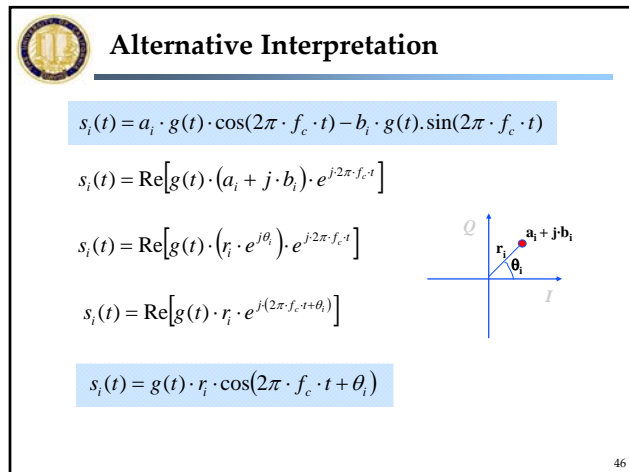 Alternative Interpretation
s_i(t) = a_i · g(t) · cos(2π · f_c · t) − b_i · g(t). sin(2π · f_c · t)
s_i(t) = Re[g(t) · (a_i + j · b_i) · e^{j·2π·f_c·t}]
s_i(t) = Re[g(t) · (r_i · e^{jθ_i}) · e^{j·2π·f_c·t}]
s_i(t) = Re[g(t) · r_i · e^{j·(2π·f_c·t+θ_i)}]
s_i(t) = g(t) · r_i · cos(2π · f_c · t + θ_i)
Q
a_i + j·b_i
r_i
θ_i
I
46